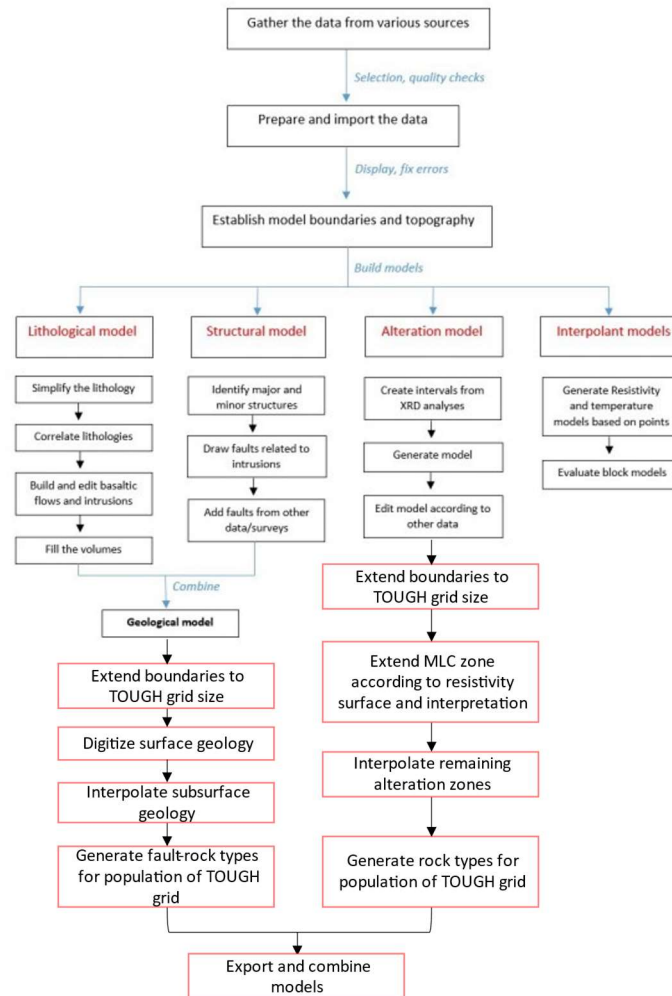 Gather the data from various sources
Selection, quality checks
Prepare and import the data
Display, fix errors
Establish model boundaries and topography
Build models
Lithological model
Structural model
Alteration model
Interpolant models
Simplify the lithology
Correlate lithologies
Build and edit basaltic
flows and intrusions
Fill the volumes
Identify major and
minor structures
Draw faults related to
intrusions
Add faults from other
data/surveys
Create intervals from
XRD analyses
Generate model
Edit model according to
other data
Generate Resistivity
and temperature
models based on points
Evaluate block models
Combine
Geological model
Extend boundaries to
TOUGH grid size
Digitize surface geology
Interpolate subsurface
geology
Generate fault-rock types
for population of TOUGH
grid
Extend boundaries to
TOUGH grid size
Extend MLC zone
according to resistivity
surface and interpretation
Interpolate remaining
alteration zones
Generate rock types for
population of TOUGH grid
Export and combine
models